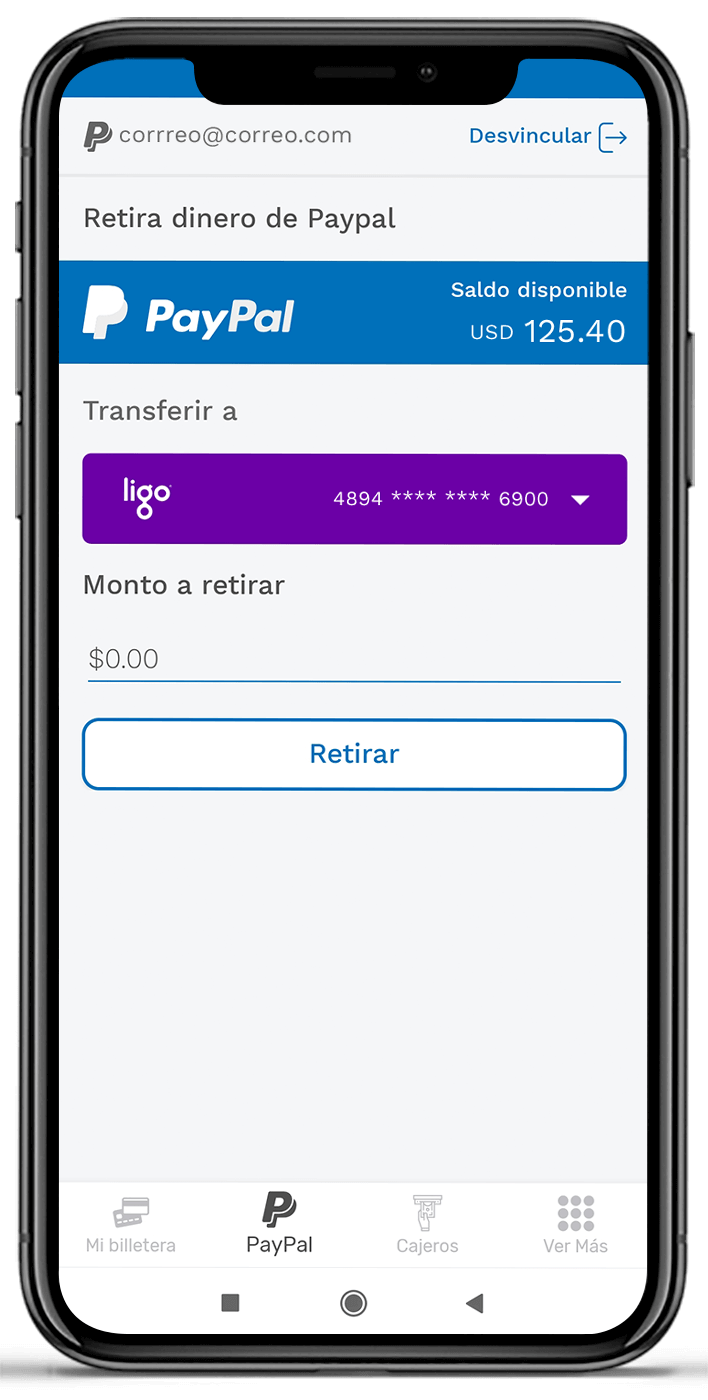 corrreo@correo.com Desvincular
Retira dinero de Paypal
PayPal
Saldo disponible
USD 125.40
Transferir a
ligo
4894 **** **** 6900
Monto a retirar
$0.00
Retirar
Mi billetera PayPal Cajeros Ver Más